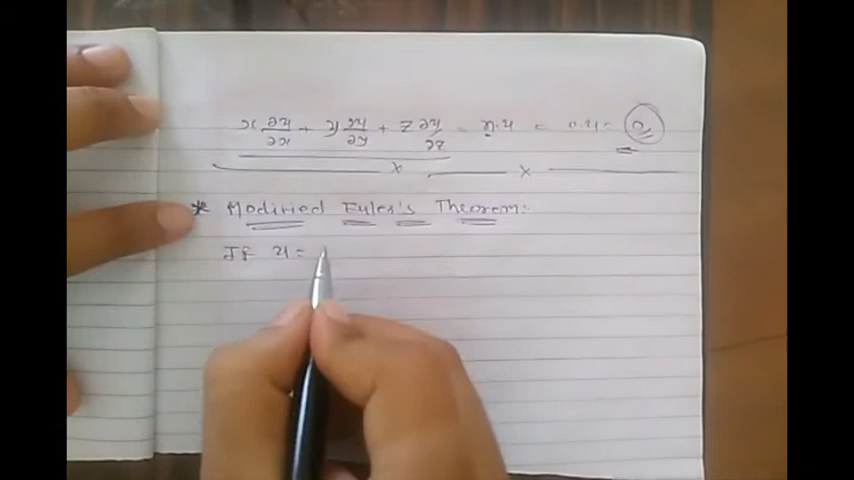 x ∂u/∂x + y ∂u/∂y + z ∂u/∂z = n.u = 0.u = 0
x x
* Modified Euler's Theorem:
If u =